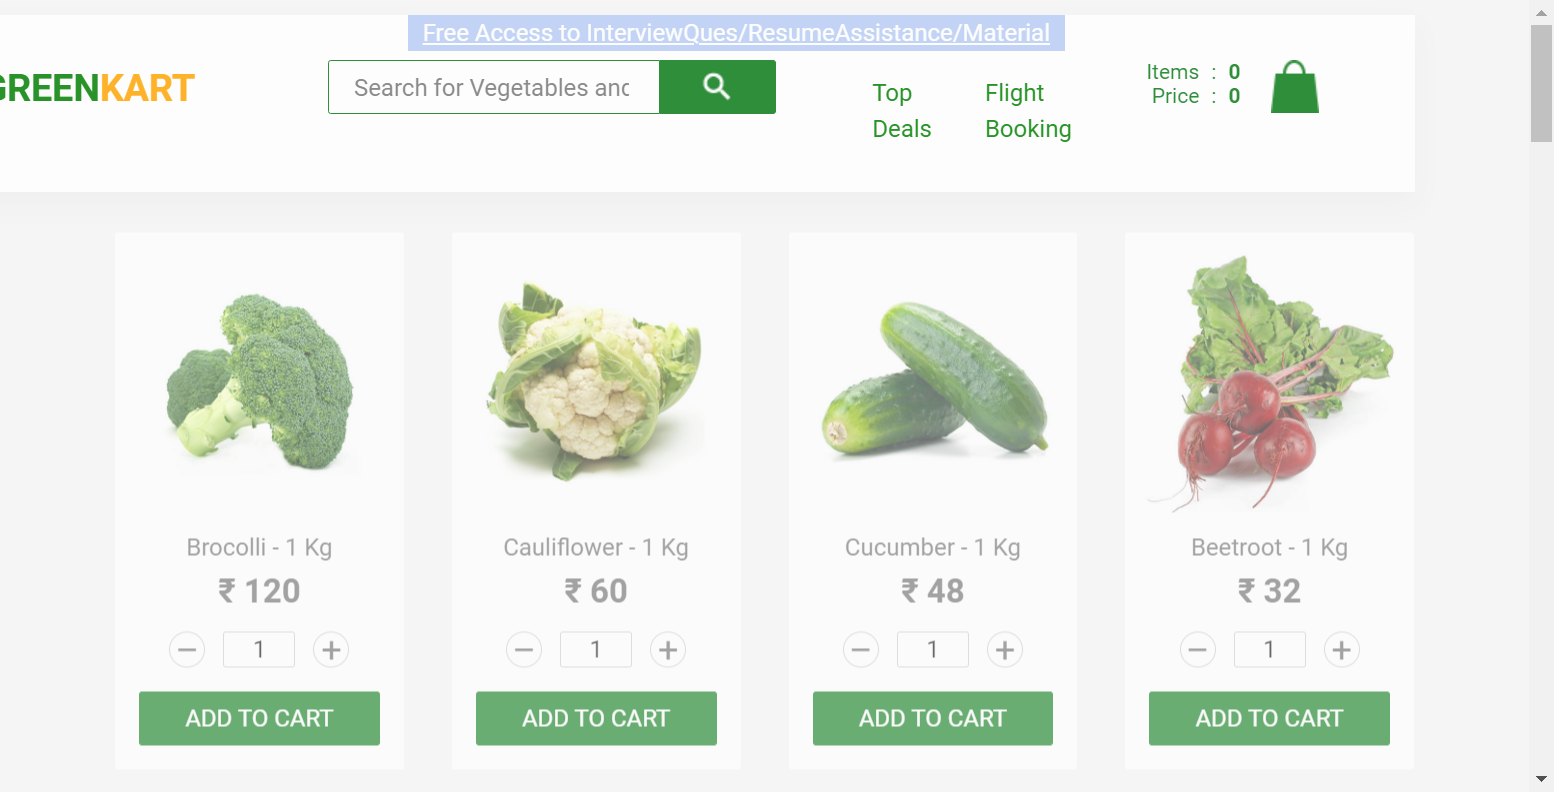 Free Access to InterviewQues/ResumeAssistance/Material
GREENKART
Search for Vegetables and
Top Deals
Flight Booking
Items : 0
Price : 0
Brocolli - 1 Kg
₹ 120
− 1 +
ADD TO CART
Cauliflower - 1 Kg
₹ 60
− 1 +
ADD TO CART
Cucumber - 1 Kg
₹ 48
− 1 +
ADD TO CART
Beetroot - 1 Kg
₹ 32
− 1 +
ADD TO CART